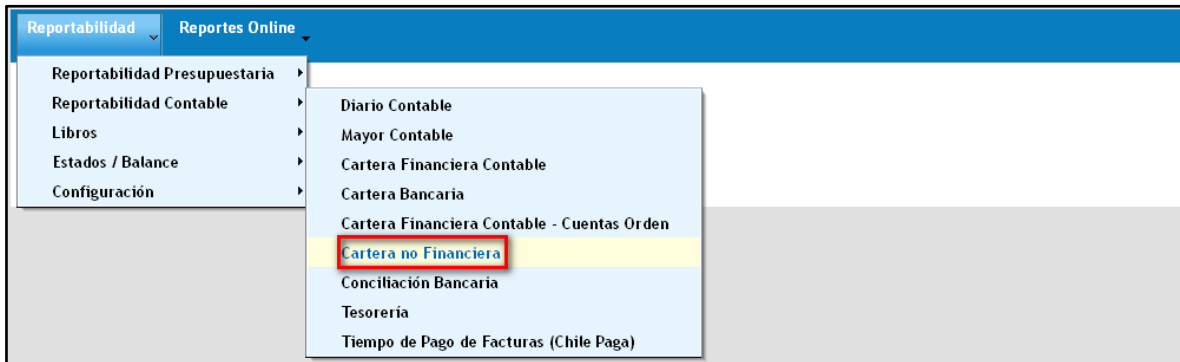 Reportabilidad
Reportes Online
Reportabilidad Presupuestaria
Reportabilidad Contable
Libros
Estados / Balance
Configuración
Diario Contable
Mayor Contable
Cartera Financiera Contable
Cartera Bancaria
Cartera Financiera Contable - Cuentas Orden
Cartera no Financiera
Conciliación Bancaria
Tesorería
Tiempo de Pago de Facturas (Chile Paga)